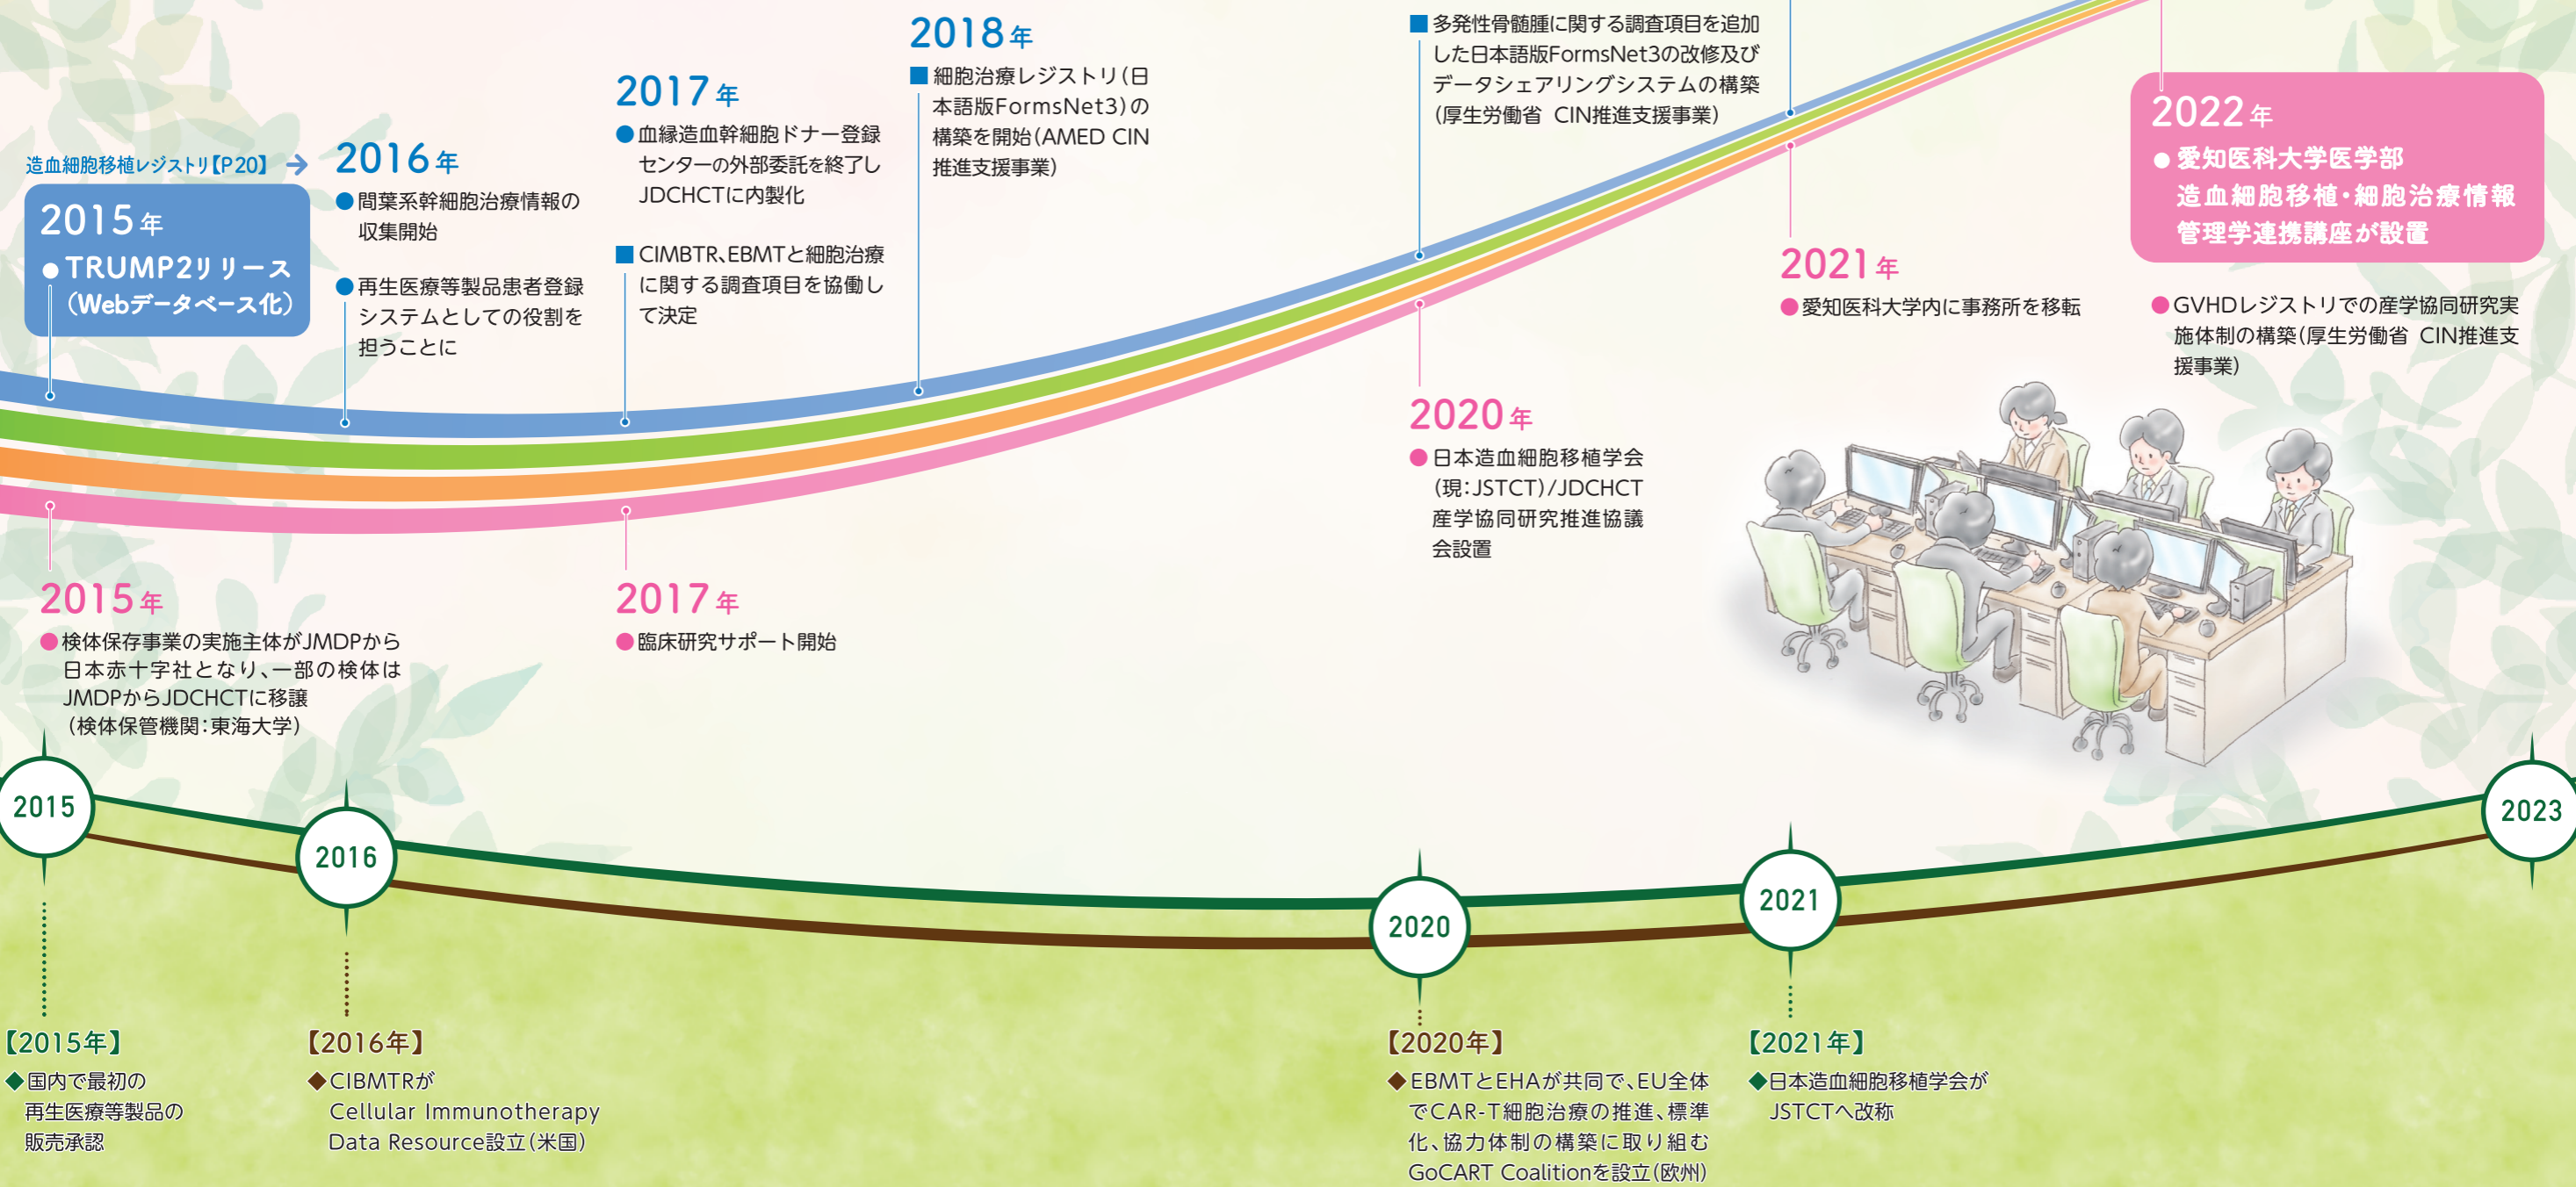 造血細胞移植レジストリ【P20】 →
2015年
●TRUMP2リリース
（Webデータベース化）
2016年
●間葉系幹細胞治療情報の
収集開始
●再生医療等製品患者登録
システムとしての役割を
担うことに
2017年
●血縁造血幹細胞ドナー登録
センターの外部委託を終了し
JDCHCTに内製化
■CIMBTR、EBMTと細胞治療
に関する調査項目を協働し
て決定
2018年
■細胞治療レジストリ（日
本語版FormsNet3）の
構築を開始（AMED CIN
推進支援事業）
■多発性骨髄腫に関する調査項目を追加
した日本語版FormsNet3の改修及び
データシェアリングシステムの構築
（厚生労働省 CIN推進支援事業）
2022年
●愛知医科大学医学部
造血細胞移植・細胞治療情報
管理学連携講座が設置
●GVHDレジストリでの産学協同研究実
施体制の構築（厚生労働省 CIN推進支
援事業）
2021年
●愛知医科大学内に事務所を移転
2020年
●日本造血細胞移植学会
（現：JSTCT）/JDCHCT
産学協同研究推進協議
会設置
2015年
●検体保存事業の実施主体がJMDPから
日本赤十字社となり、一部の検体は
JMDPからJDCHCTに移譲
（検体保管機関：東海大学）
2017年
●臨床研究サポート開始
2015
2016
2020
2021
2023
【2015年】
◆国内で最初の
再生医療等製品の
販売承認
【2016年】
◆CIBMTRが
Cellular Immunotherapy
Data Resource設立（米国）
【2020年】
◆EBMTとEHAが共同で、EU全体
でCAR-T細胞治療の推進、標準
化、協力体制の構築に取り組む
GoCART Coalitionを設立（欧州）
【2021年】
◆日本造血細胞移植学会が
JSTCTへ改称